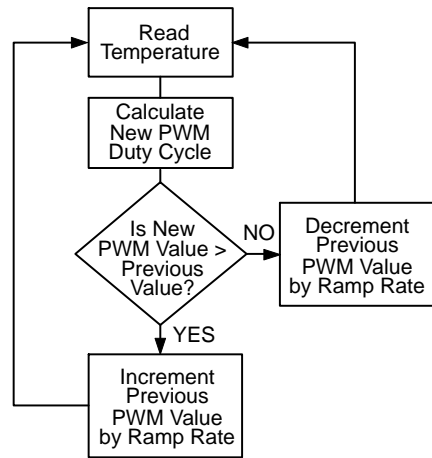 Read
Temperature
Calculate
New PWM
Duty Cycle
Is New
PWM Value >
Previous
Value?
NO
Decrement
Previous
PWM Value
by Ramp Rate
YES
Increment
Previous
PWM Value
by Ramp Rate